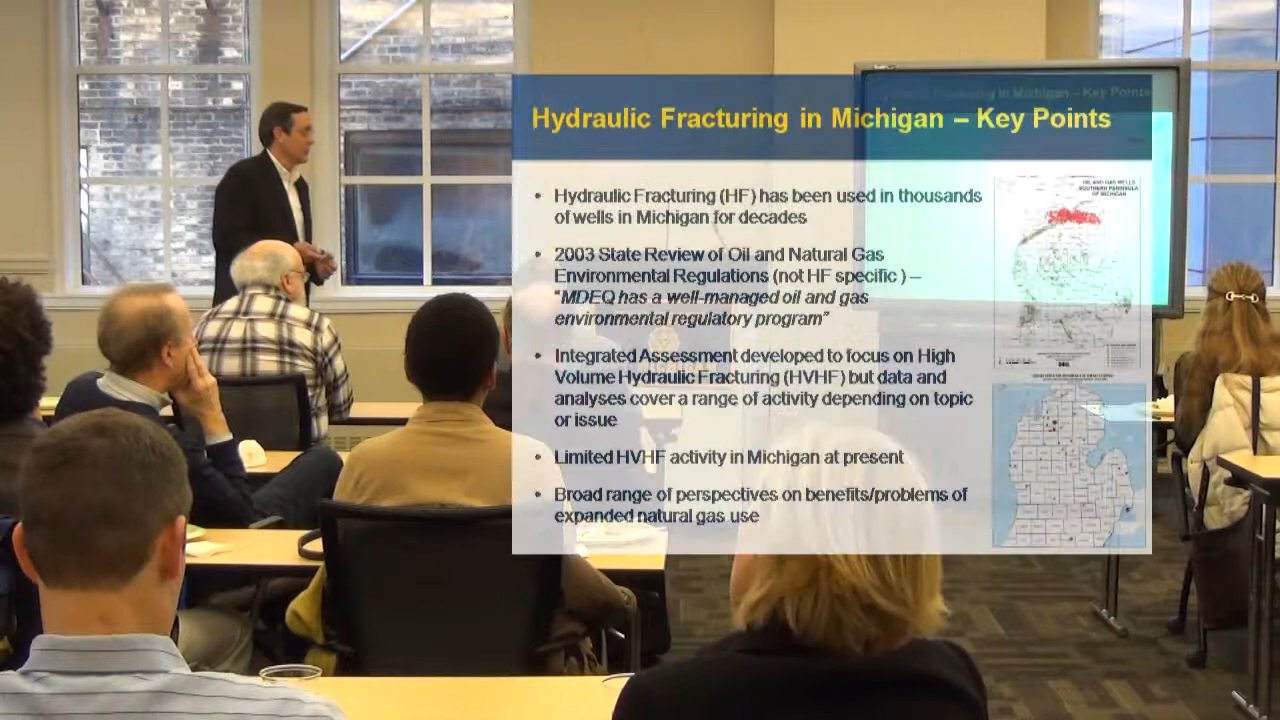 Hydraulic Fracturing in Michigan – Key Points
• Hydraulic Fracturing (HF) has been used in thousands
of wells in Michigan for decades
• 2003 State Review of Oil and Natural Gas
Environmental Regulations (not HF specific ) –
"MDEQ has a well-managed oil and gas
environmental regulatory program"
• Integrated Assessment developed to focus on High
Volume Hydraulic Fracturing (HVHF) but data and
analyses cover a range of activity depending on topic
or issue
• Limited HVHF activity in Michigan at present
• Broad range of perspectives on benefits/problems of
expanded natural gas use
OIL AND GAS WELLS
SOUTHERN PENINSULA
OF MICHIGAN
in Michigan – Key Points